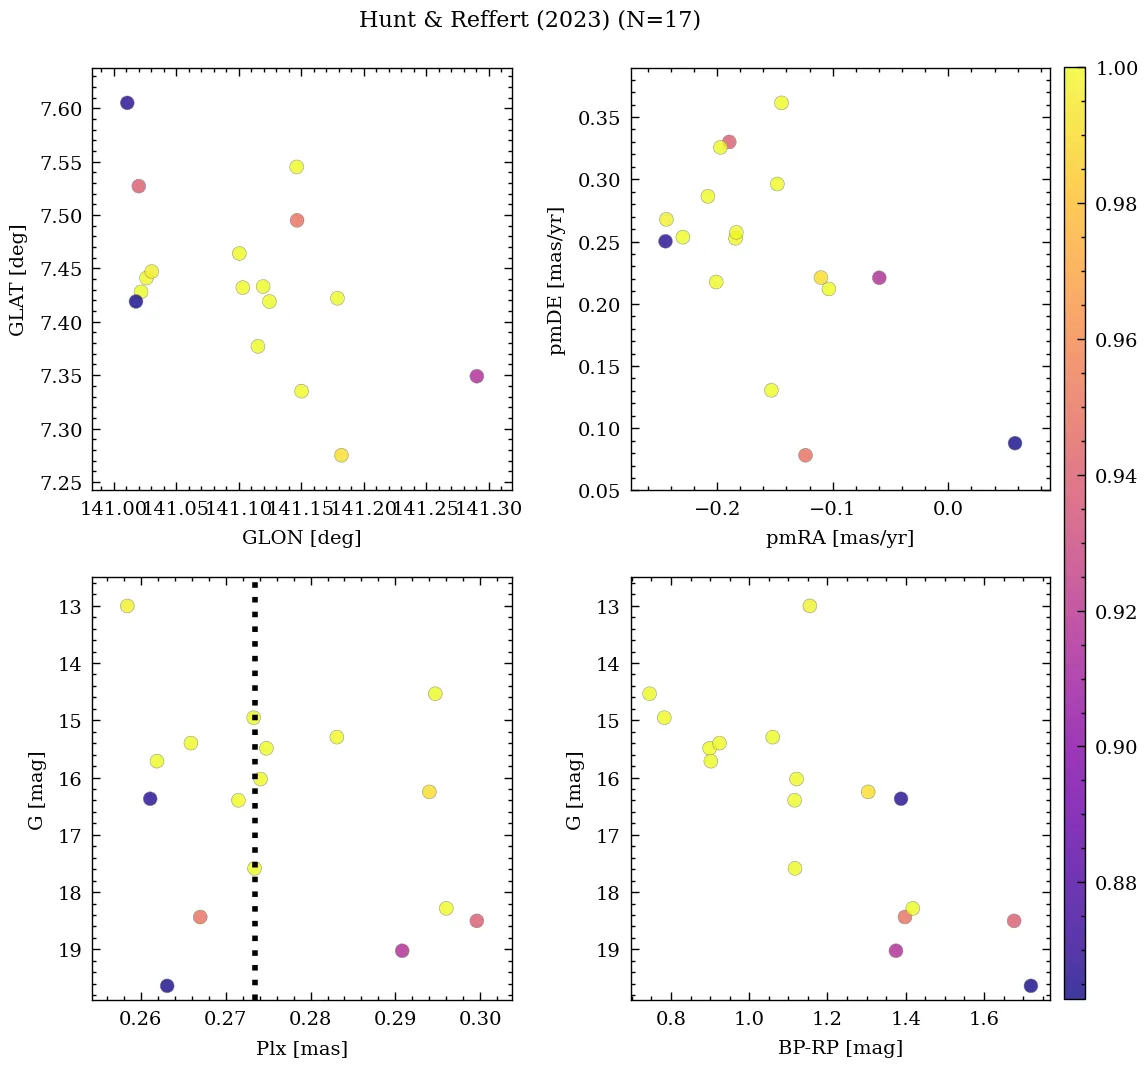 Hunt & Reffert (2023) (N=17)
7.60
7.55
7.50
7.45
7.40
7.35
7.30
7.25
GLAT [deg]
141.00 141.05 141.10 141.15 141.20 141.25 141.30
GLON [deg]
0.35
0.30
0.25
0.20
0.15
0.10
0.05
pmDE [mas/yr]
−0.2 −0.1 0.0
pmRA [mas/yr]
1.00
0.98
0.96
0.94
0.92
0.90
0.88
13
14
15
16
17
18
19
G [mag]
0.26 0.27 0.28 0.29 0.30
Plx [mas]
13
14
15
16
17
18
19
G [mag]
0.8 1.0 1.2 1.4 1.6
BP-RP [mag]